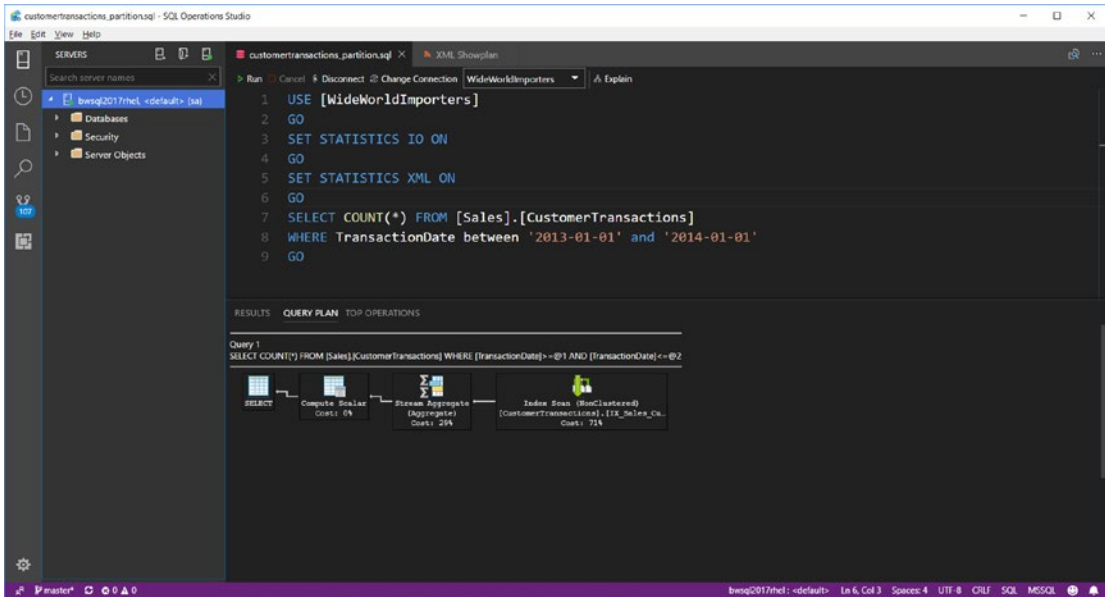 customertransactions_partition.sql - SQL Operations Studio
File Edit View Help
SERVERS
Search server names
bwsql2017rhel, <default> (sa)
Databases
Security
Server Objects
107
customertransactions_partition.sql
XML Showplan
Run Cancel Disconnect Change Connection WideWorldImporters Explain
1 USE [WideWorldImporters]
2 GO
3 SET STATISTICS IO ON
4 GO
5 SET STATISTICS XML ON
6 GO
7 SELECT COUNT(*) FROM [Sales].[CustomerTransactions]
8 WHERE TransactionDate between '2013-01-01' and '2014-01-01'
9 GO
RESULTS QUERY PLAN TOP OPERATIONS
Query 1
SELECT COUNT(*) FROM [Sales].[CustomerTransactions] WHERE [TransactionDate]>=@1 AND [TransactionDate]<=@2
SELECT
Compute Scalar
Cost: 0%
Stream Aggregate
(Aggregate)
Cost: 29%
Index Scan (NonClustered)
[CustomerTransactions].[IX_Sales_Cu…
Cost: 71%
master* 0 0 0
bwsql2017rhel : <default> Ln 6, Col 3 Spaces: 4 UTF-8 CRLF SQL MSSQL